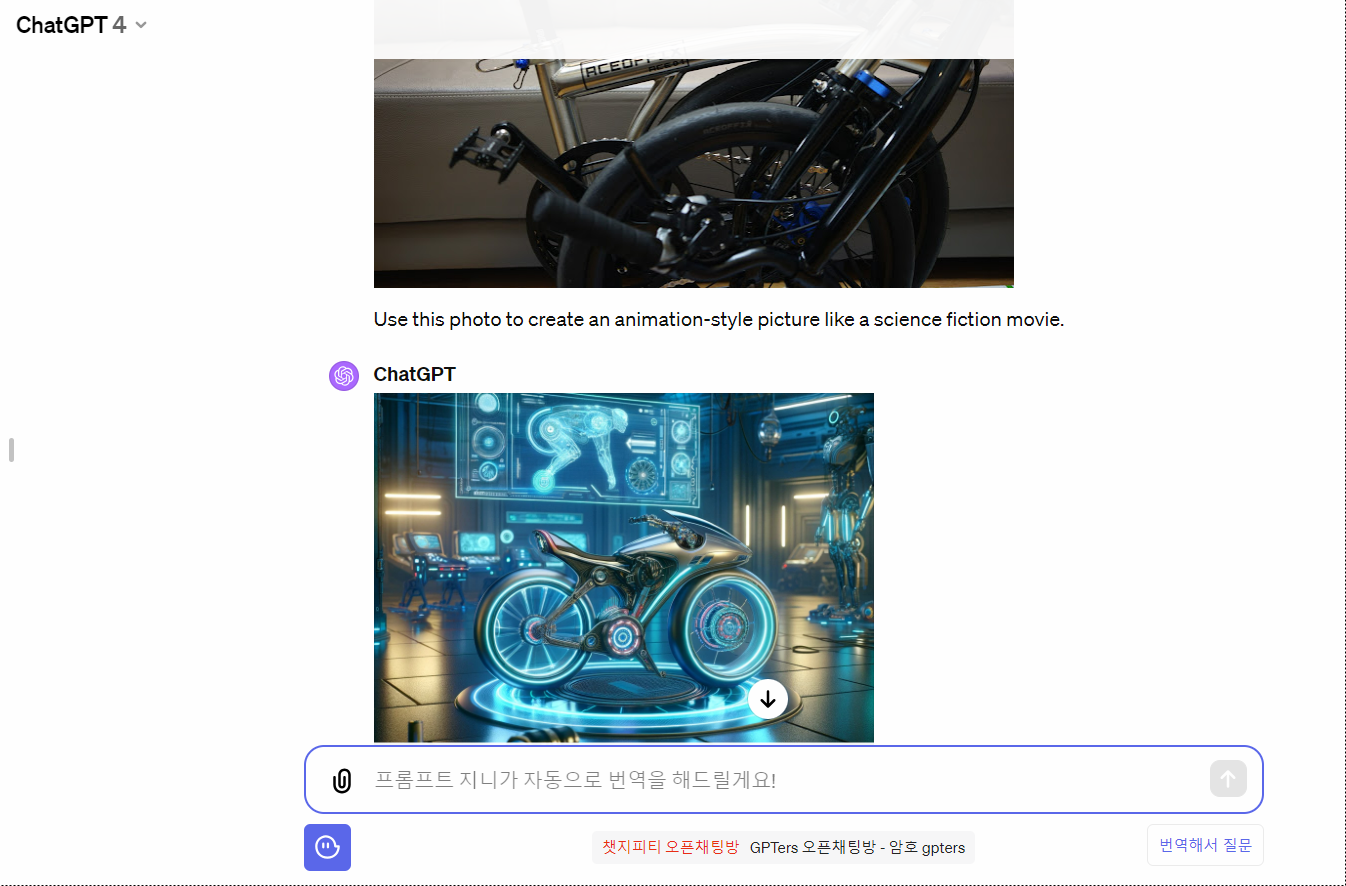 ChatGPT 4
ACEOFFIX
Use this photo to create an animation-style picture like a science fiction movie.
ChatGPT
프롬프트 지니가 자동으로 번역을 해드릴게요!
챗지피티 오픈채팅방 GPTers 오픈채팅방 - 암호 gpters
번역해서 질문